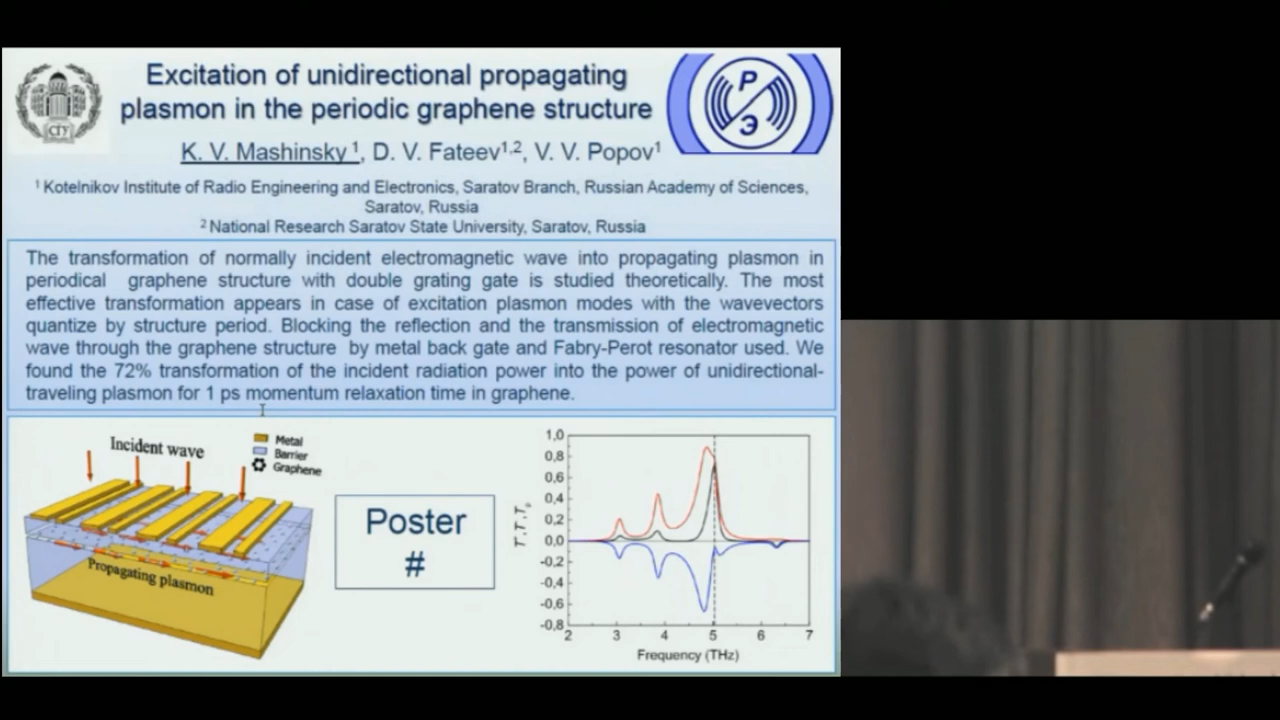 Excitation of unidirectional propagating
plasmon in the periodic graphene structure
СГУ
Р
Э
K. V. Mashinsky ¹, D. V. Fateev¹,², V. V. Popov¹
¹ Kotelnikov Institute of Radio Engineering and Electronics, Saratov Branch, Russian Academy of Sciences,
Saratov, Russia
² National Research Saratov State University, Saratov, Russia
The transformation of normally incident electromagnetic wave into propagating plasmon in
periodical graphene structure with double grating gate is studied theoretically. The most
effective transformation appears in case of excitation plasmon modes with the wavevectors
quantize by structure period. Blocking the reflection and the transmission of electromagnetic
wave through the graphene structure by metal back gate and Fabry-Perot resonator used. We
found the 72% transformation of the incident radiation power into the power of unidirectional-
traveling plasmon for 1 ps momentum relaxation time in graphene.
Incident wave
Metal
Barrier
Graphene
Propagating plasmon
Poster
#
1,0
0,8
0,6
0,4
0,2
0,0
-0,2
-0,4
-0,6
-0,8
2 3 4 5 6 7
Frequency (THz)